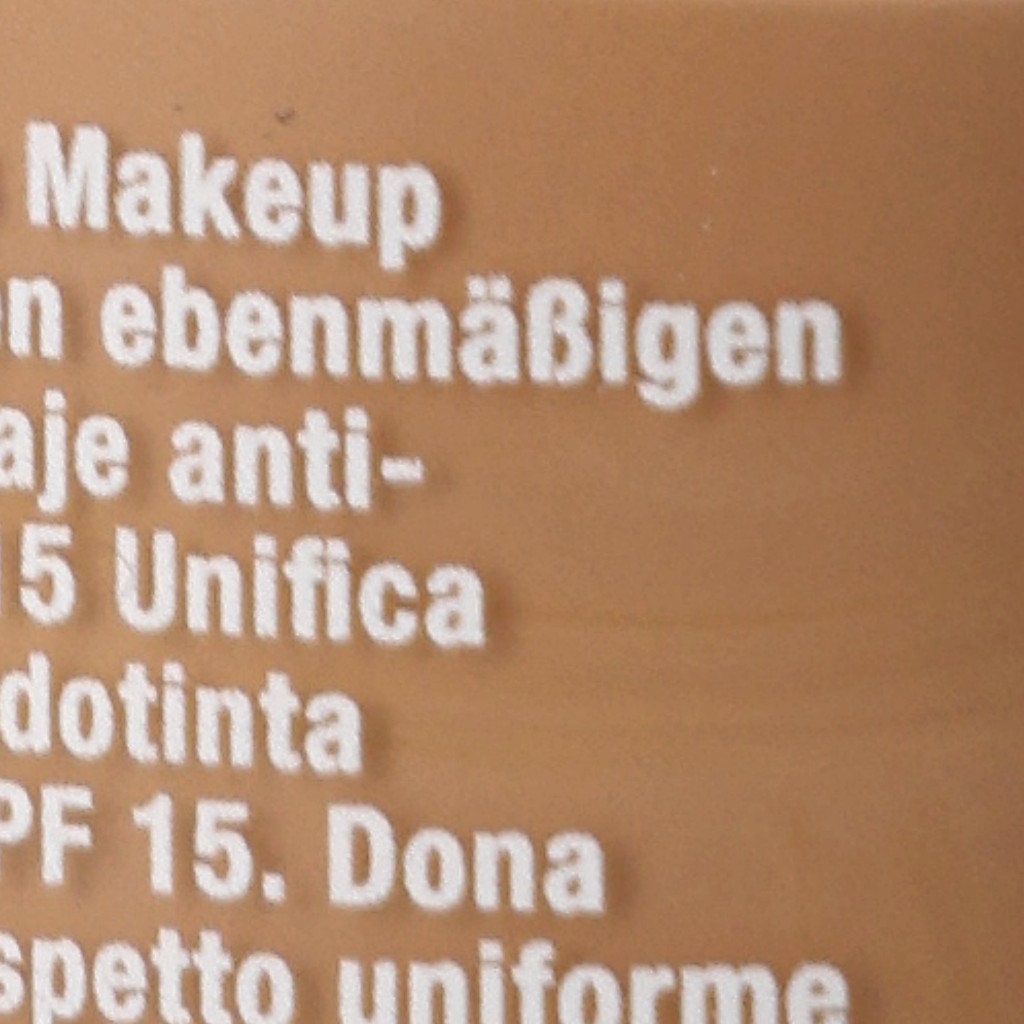 Makeup
n ebenmäßigen
aje anti-
15 Unifica
dotinta
PF 15. Dona
spetto uniforme